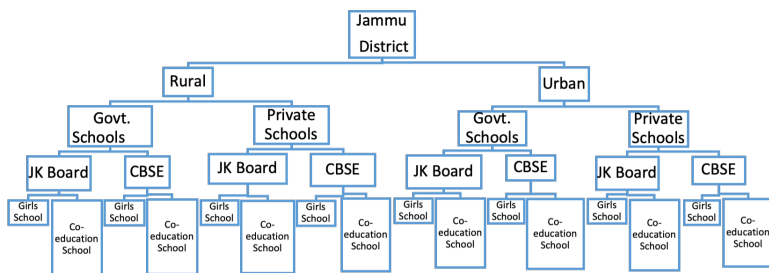 Jammu
District
Rural
Urban
Govt.
Schools
Private
Schools
Govt.
Schools
Private
Schools
JK Board
CBSE
JK Board
CBSE
JK Board
CBSE
JK Board
CBSE
Girls
School
Co-
education
School
Girls
School
Co-
education
School
Girls
School
Co-
education
School
Girls
School
Co-
education
School
Girls
School
Co-
education
School
Girls
School
Co-
education
School
Girls
School
Co-
education
School
Girls
School
Co-
education
School